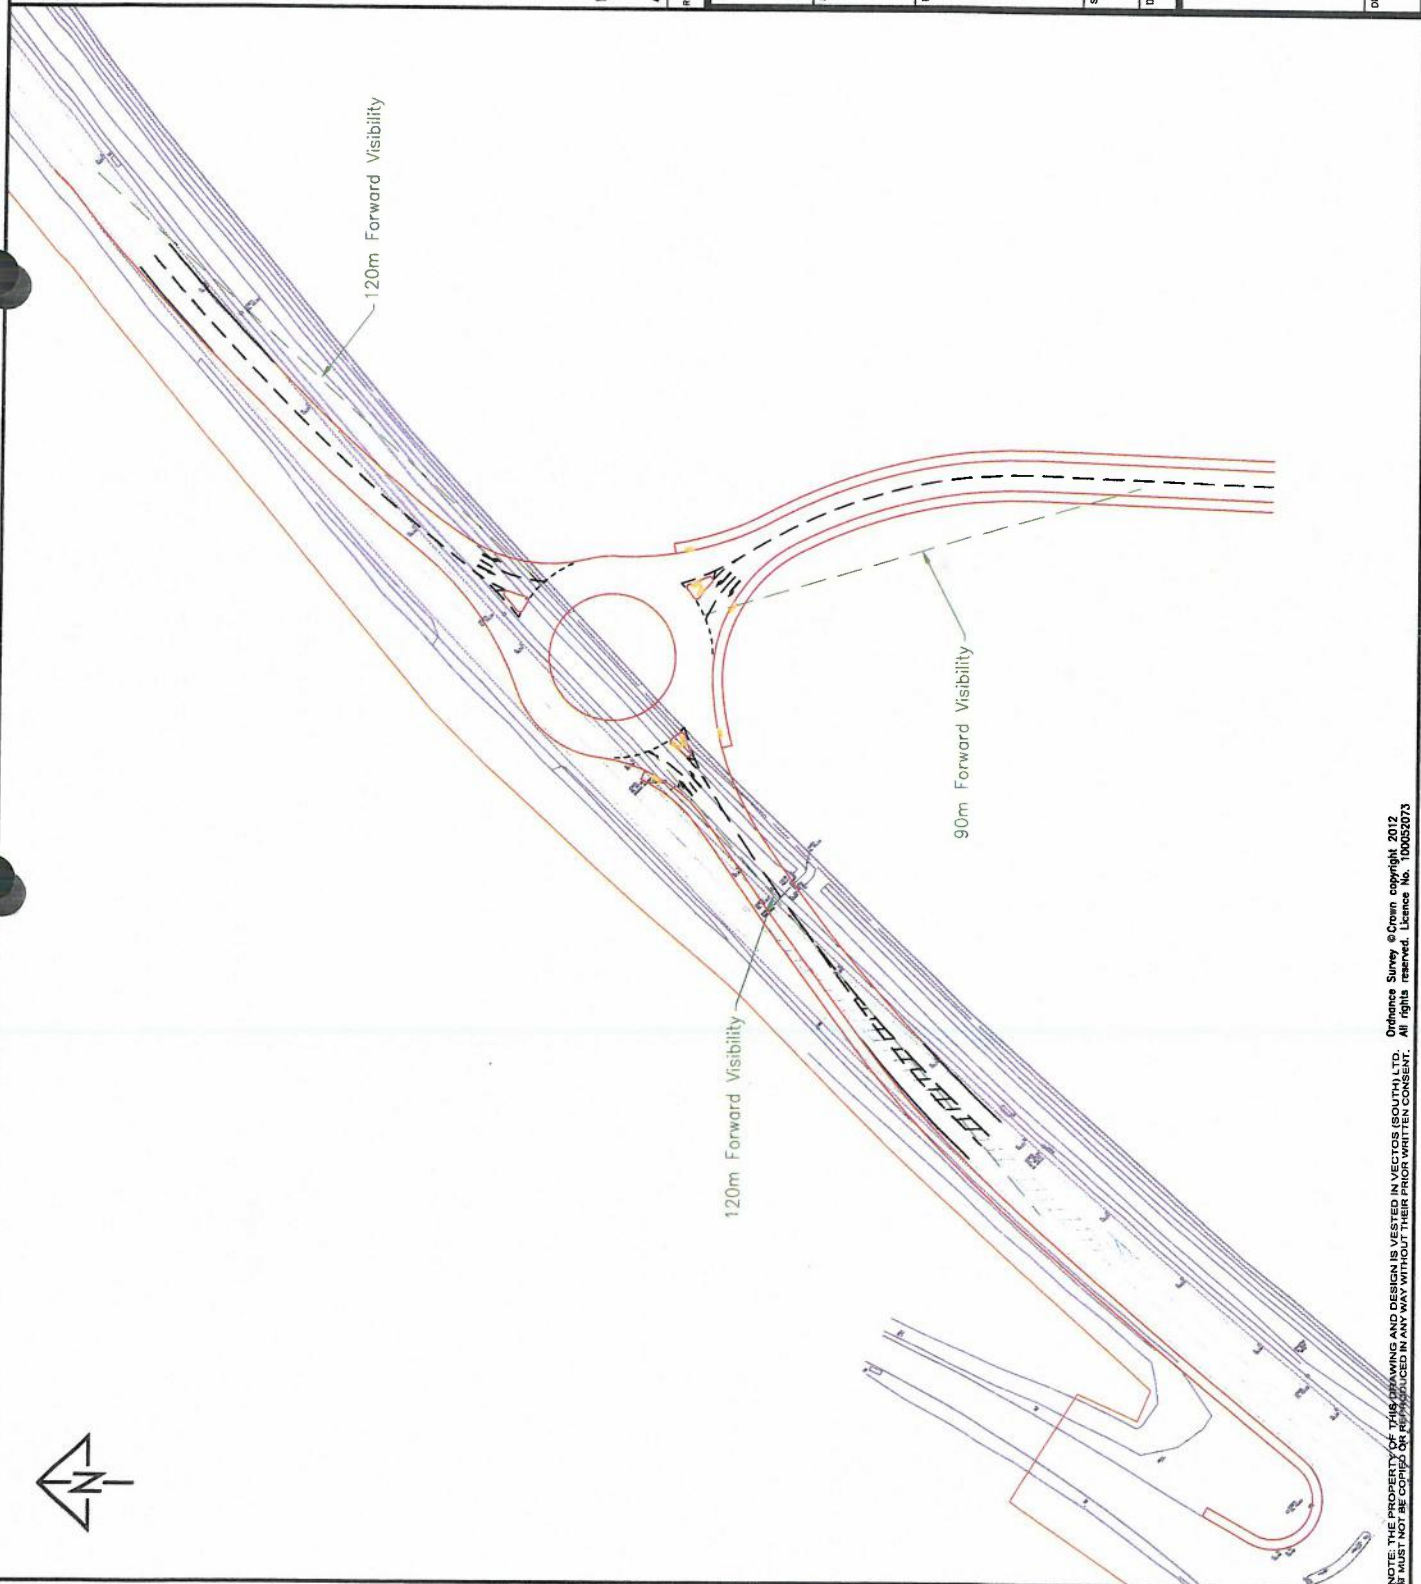 120m Forward Visibility
90m Forward Visibility
120m Forward Visibility
N
NOTE: THE PROPERTY OF THIS DRAWING AND DESIGN IS VESTED IN VECTOS (SOUTH) LTD.
IT MUST NOT BE COPIED OR REPRODUCED IN ANY WAY WITHOUT THEIR PRIOR WRITTEN CONSENT.
Ordnance Survey ©Crown copyright 2012
All rights reserved. Licence No. 100052073